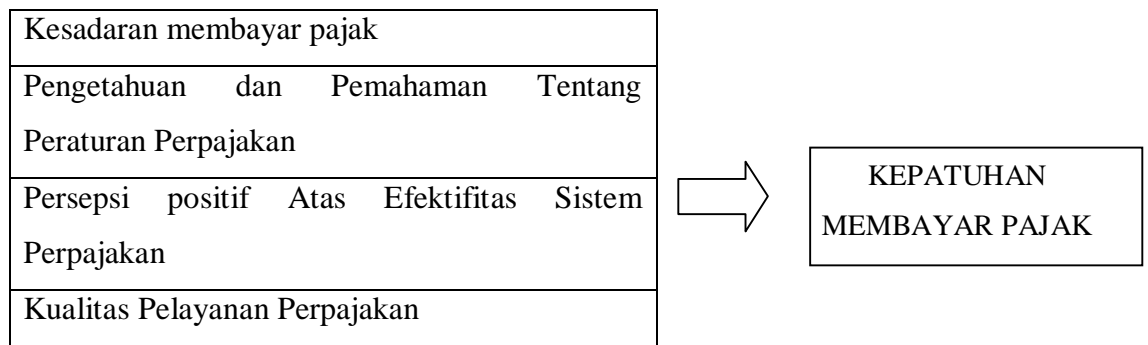 Kesadaran membayar pajak
Pengetahuan dan Pemahaman Tentang
Peraturan Perpajakan
Persepsi positif Atas Efektifitas Sistem
Perpajakan
Kualitas Pelayanan Perpajakan
KEPATUHAN
MEMBAYAR PAJAK